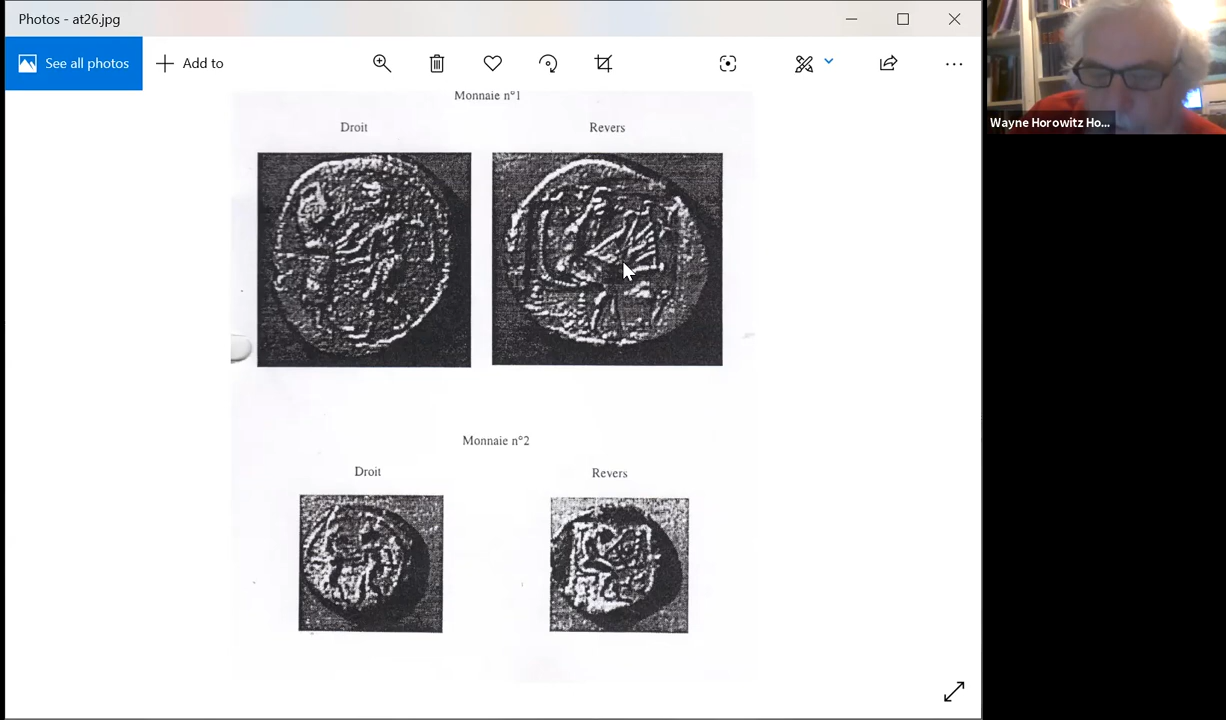 Photos - at26.jpg
See all photos
Add to
Monnaie n°1
Droit
Revers
Monnaie n°2
Droit
Revers
Wayne Horowitz Ho...